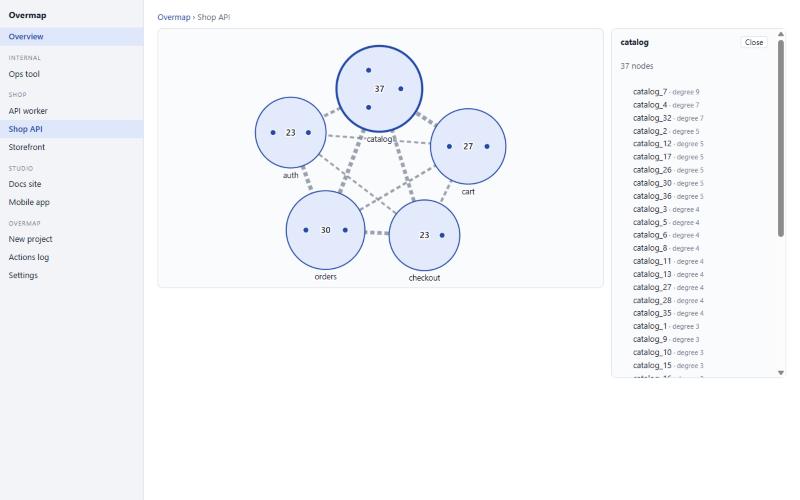 Overmap
Overview
INTERNAL
Ops tool
SHOP
API worker
Shop API
Storefront
STUDIO
Docs site
Mobile app
OVERMAP
New project
Actions log
Settings
Overmap › Shop API
37
catalog
23
auth
27
cart
30
orders
23
checkout
catalog
Close
37 nodes
catalog_7 · degree 9
catalog_4 · degree 7
catalog_32 · degree 7
catalog_2 · degree 5
catalog_12 · degree 5
catalog_17 · degree 5
catalog_26 · degree 5
catalog_30 · degree 5
catalog_36 · degree 5
catalog_3 · degree 4
catalog_5 · degree 4
catalog_6 · degree 4
catalog_8 · degree 4
catalog_11 · degree 4
catalog_13 · degree 4
catalog_27 · degree 4
catalog_28 · degree 4
catalog_35 · degree 4
catalog_1 · degree 3
catalog_9 · degree 3
catalog_10 · degree 3
catalog_15 · degree 3